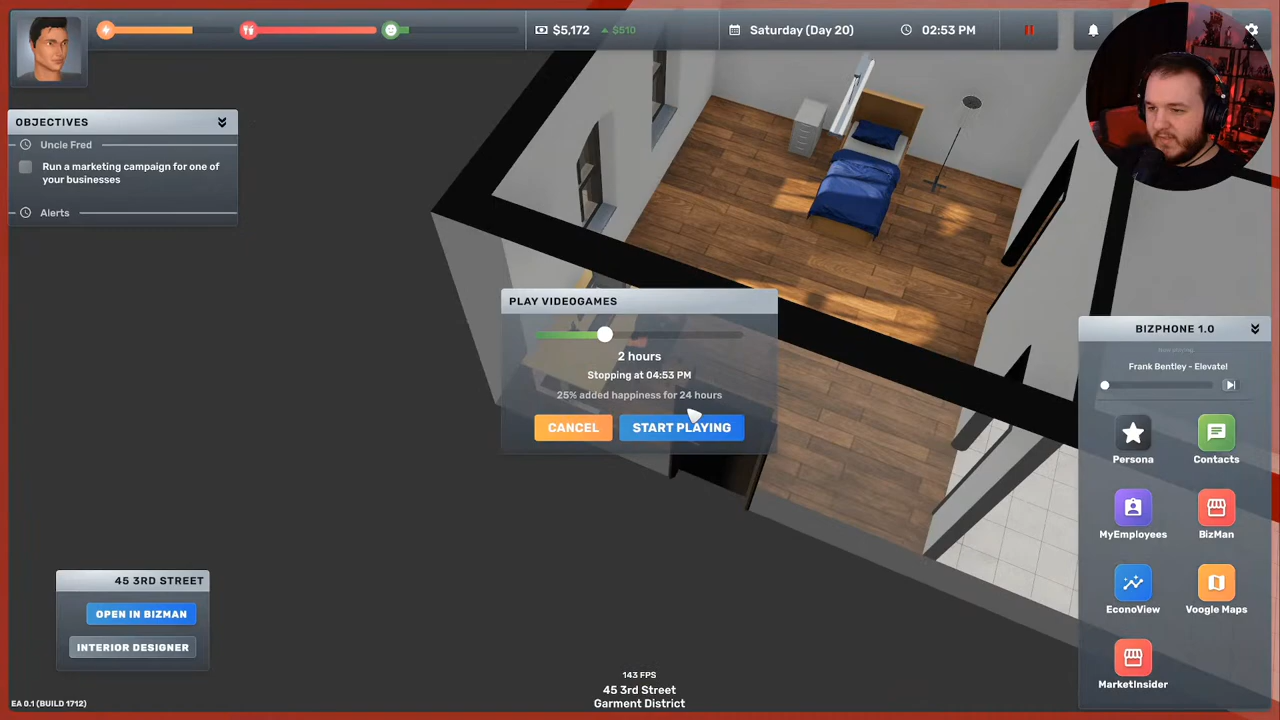 $5,172
$510
Saturday (Day 20)
02:53 PM
OBJECTIVES
Uncle Fred
Run a marketing campaign for one of
your businesses
Alerts
PLAY VIDEOGAMES
2 hours
Stopping at 04:53 PM
25% added happiness for 24 hours
CANCEL
START PLAYING
BIZPHONE 1.0
Frank Bentley - Elevate!
Persona
Contacts
MyEmployees
BizMan
EconoView
Voogle Maps
MarketInsider
45 3RD STREET
OPEN IN BIZMAN
INTERIOR DESIGNER
143 FPS
45 3rd Street
Garment District
EA 0.1 (BUILD 1712)